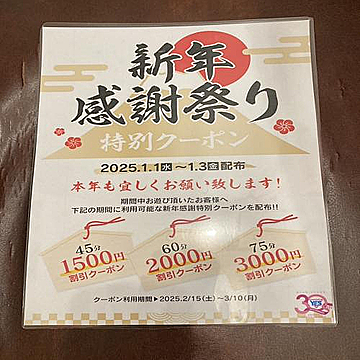 新年
感謝祭り
特別クーポン
2025.1.1㊌～1.3㊎配布
本年も宜しくお願い致します!
期間中お遊び頂いたお客様へ
下記の期間に利用可能な新年感謝特別クーポンを配布!!
45分 60分 75分
1500円 2000円 3000円
割引クーポン 割引クーポン 割引クーポン
クーポン利用期間▶2025.2/15(土)～3/10(月)
YES